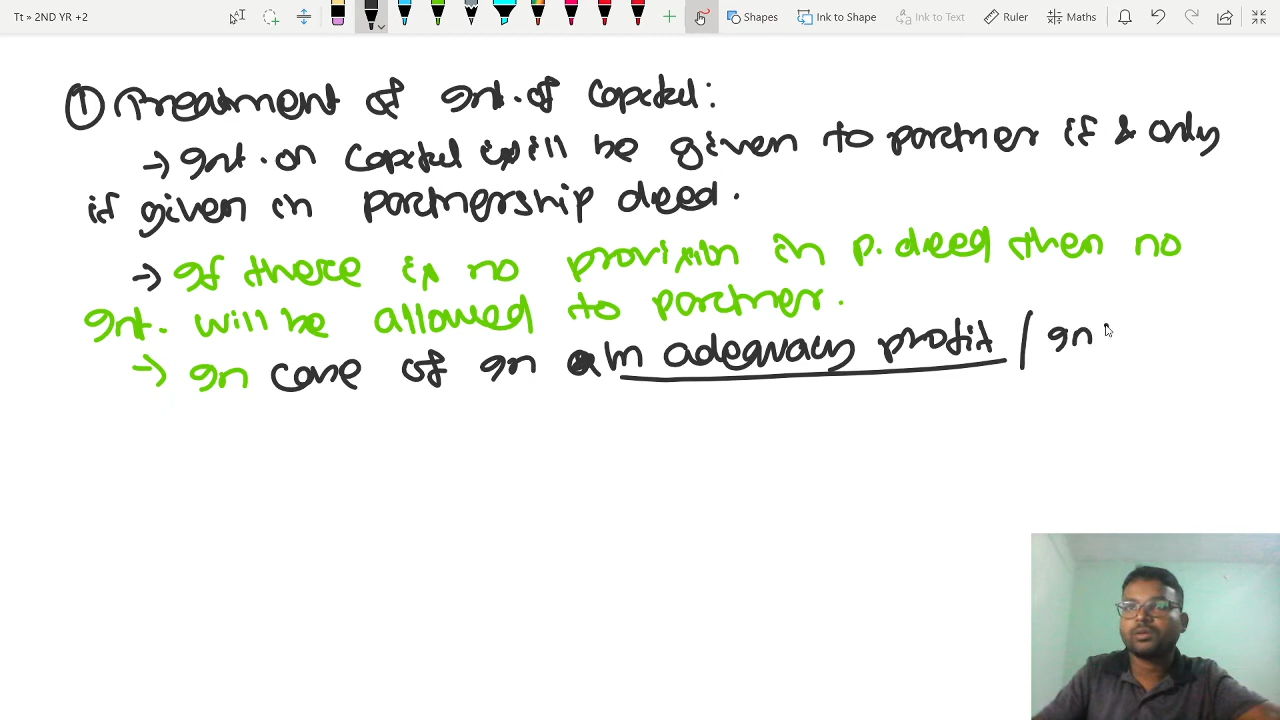 Tt » 2ND YR +2
Shapes Ink to Shape Ink to Text Ruler Maths
① Treatment of Int. of Capital:
→ Int. on Capital will be given to partner if & only
if given in partnership deed.
→ If there is no provision in p. deed then no
Int. will be allowed to partner.
→ In case of In adequacy profit / In